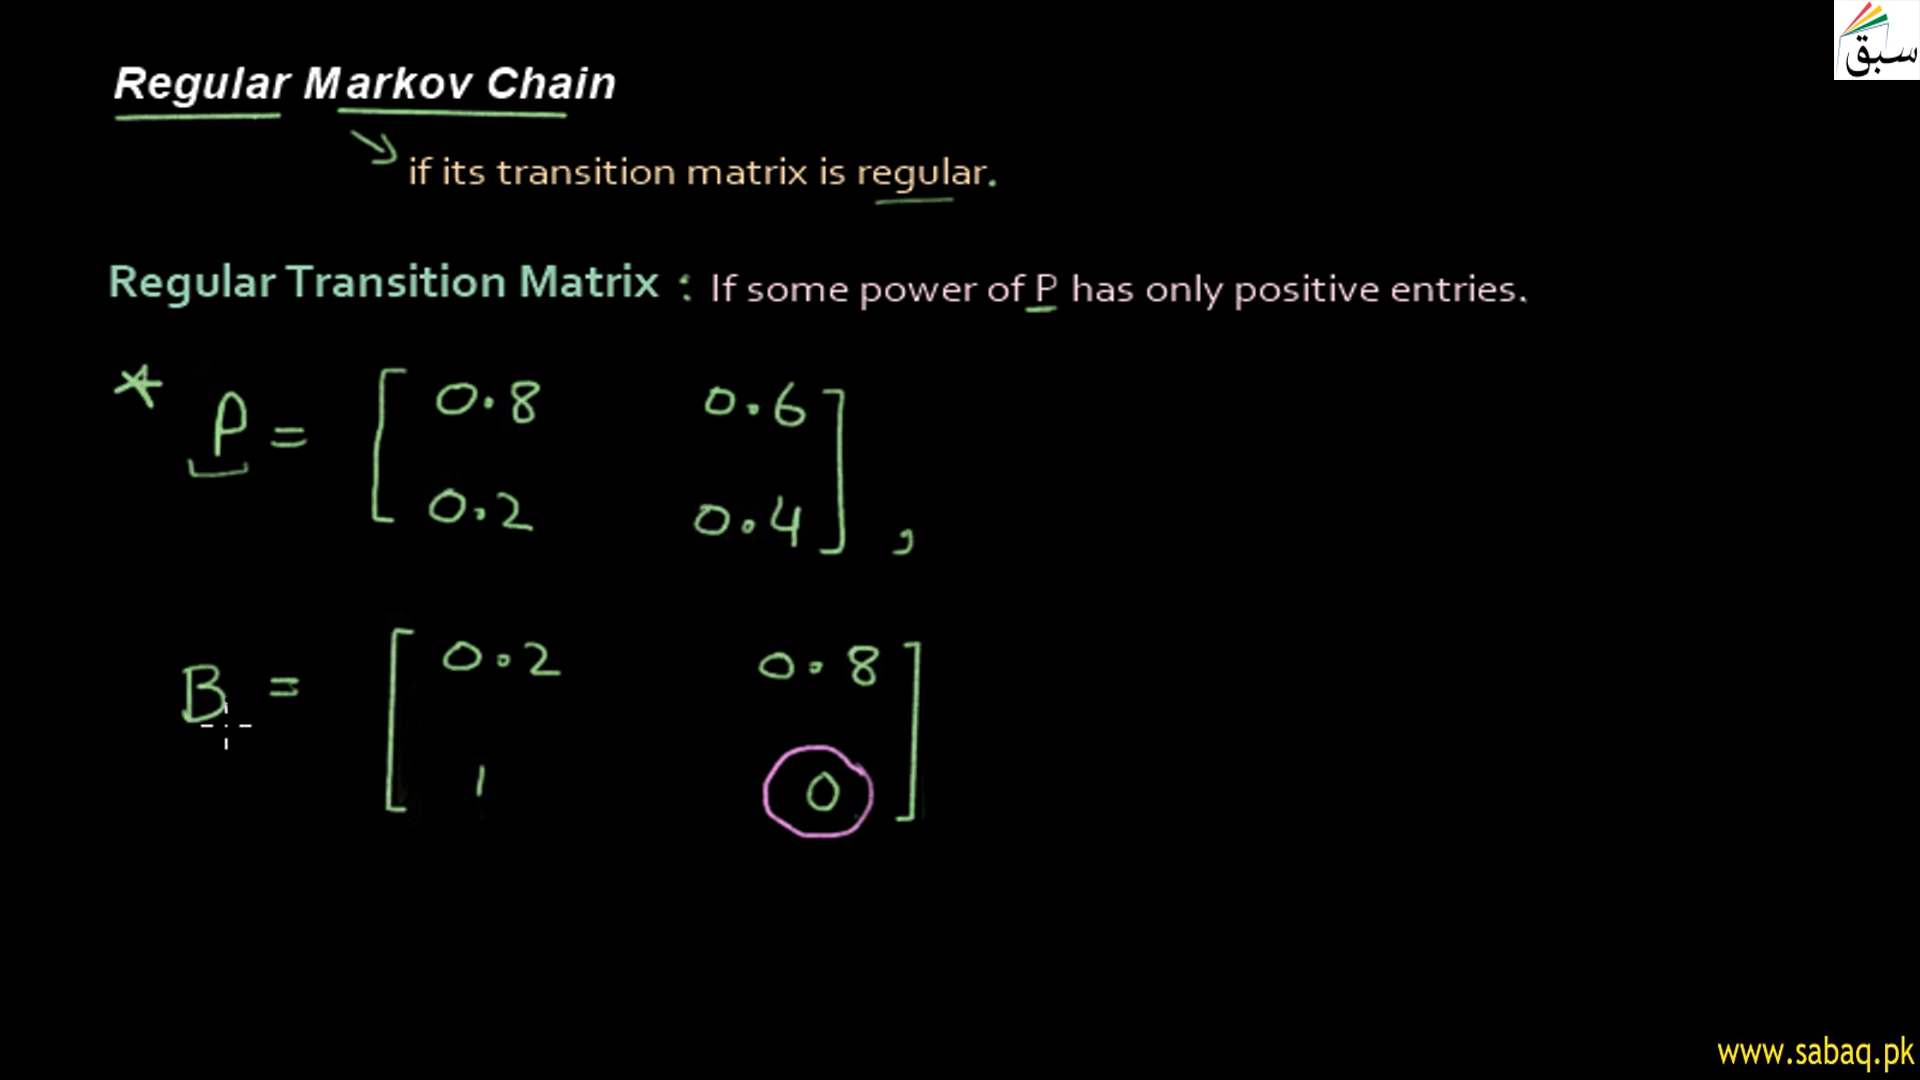 سبق
Regular Markov Chain
if its transition matrix is regular.
Regular Transition Matrix : If some power of P has only positive entries.
* P = [ 0.8 0.6
0.2 0.4 ] ,
B = [ 0.2 0.8
1 0 ]
www.sabaq.pk